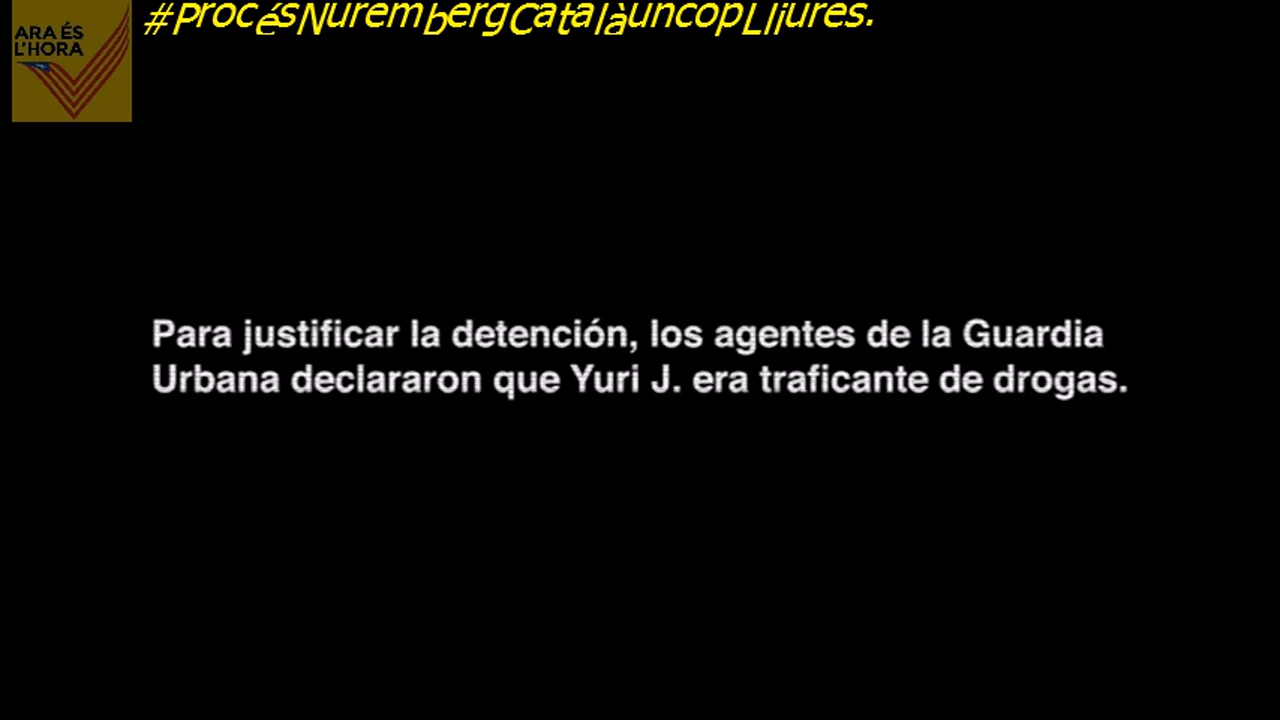 #ProcésNurembergCatalàuncopLliures.
ARA ÉS
L'HORA
Para justificar la detención, los agentes de la Guardia
Urbana declararon que Yuri J. era traficante de drogas.